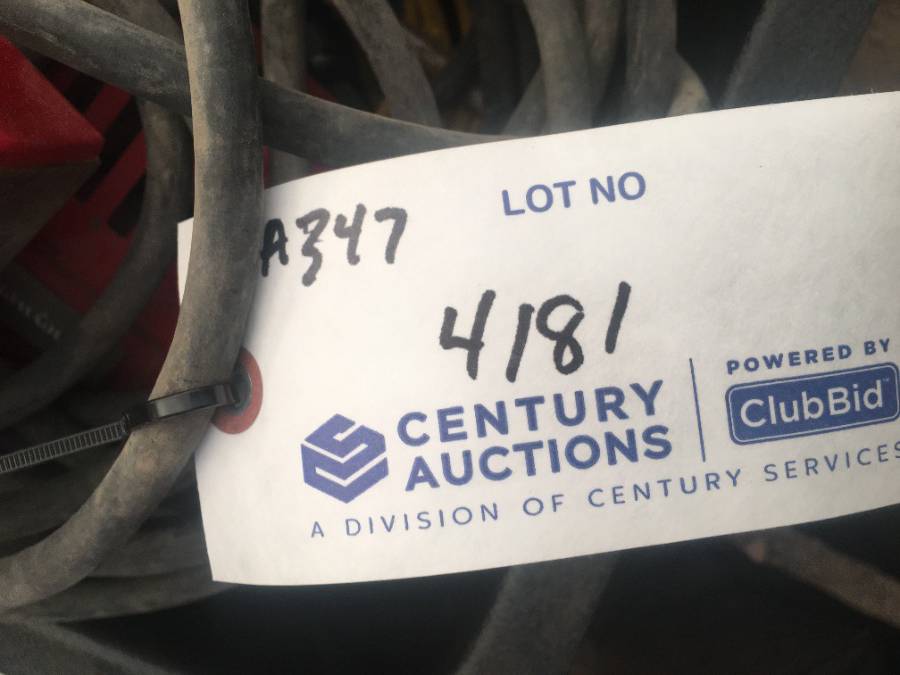 LOT NO
A347
4181
CENTURY AUCTIONS
POWERED BY
ClubBid
A DIVISION OF CENTURY SERVICES